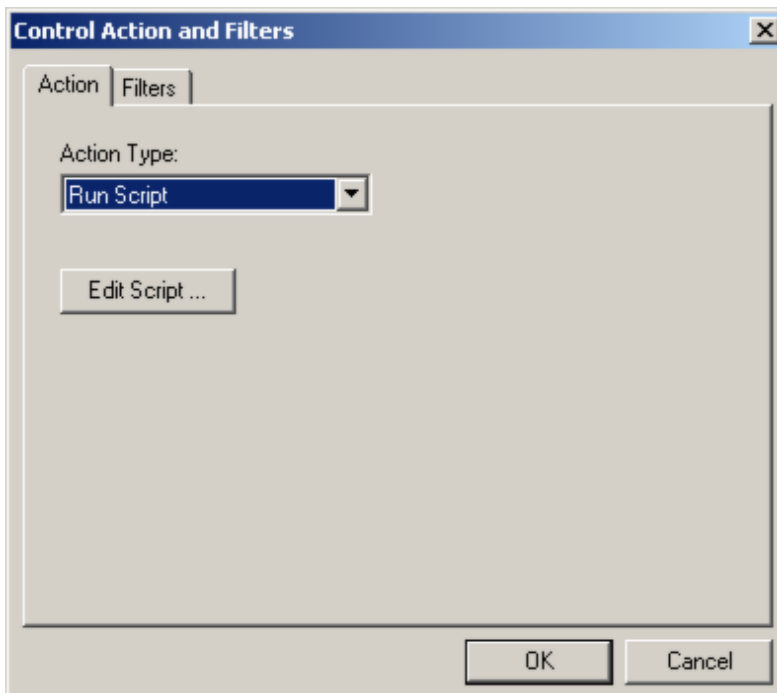 Control Action and Filters
Action Filters
Action Type:
Run Script
Edit Script ...
OK Cancel